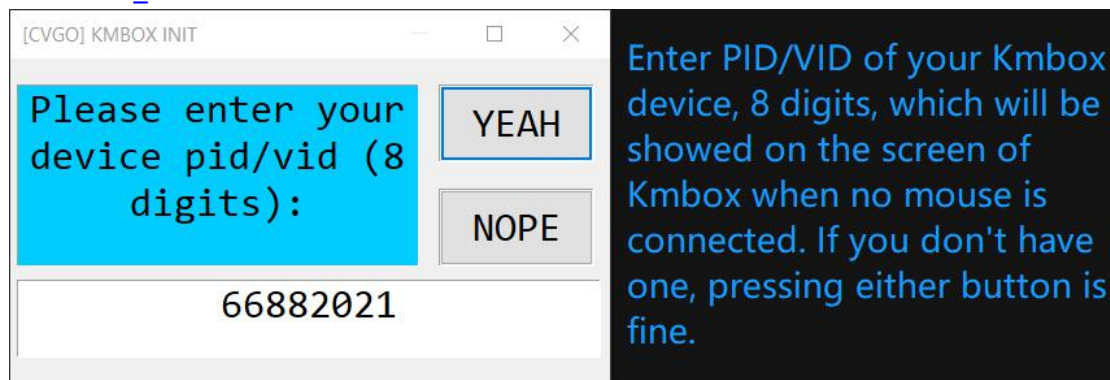 [CVGO] KMBOX INIT
Please enter your
device pid/vid (8
digits):
YEAH
NOPE
66882021
Enter PID/VID of your Kmbox
device, 8 digits, which will be
showed on the screen of
Kmbox when no mouse is
connected. If you don't have
one, pressing either button is
fine.